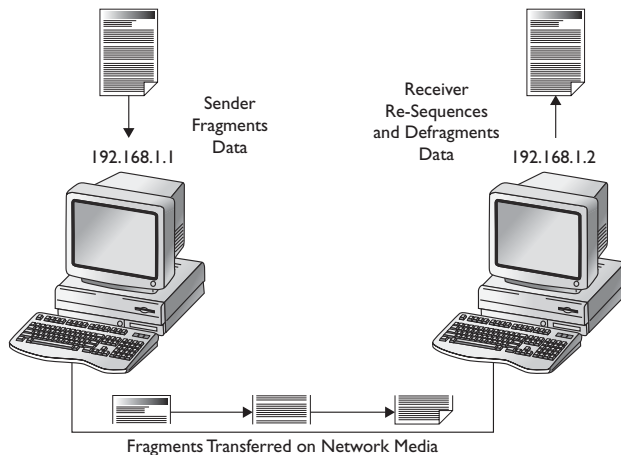 Sender
Fragments
Data
Receiver
Re-Sequences
and Defragments
Data
192.168.1.1
192.168.1.2
Fragments Transferred on Network Media